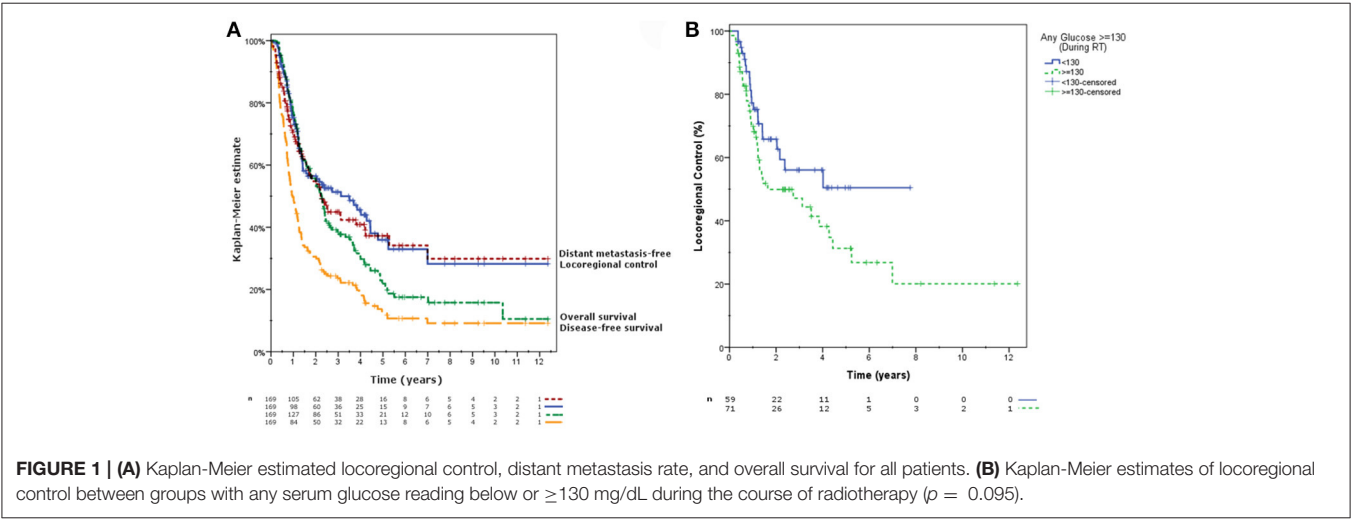 A
100%
80%
60%
40%
20%
0%
Kaplan-Meier estimate
0 1 2 3 4 5 6 7 8 9 10 11 12
Time (years)
Distant metastasis-free
Locoregional control
Overall survival
Disease-free survival
n 169 105 62 38 28 16 8 6 5 4 2 2 1
169 98 60 36 25 15 9 7 6 5 3 2 1
169 127 86 51 33 21 12 10 6 5 3 2 1
169 84 50 32 22 13 8 6 5 4 2 2 1
B
100
80
60
40
20
0
Locoregional Control (%)
0 2 4 6 8 10 12
Time (years)
Any Glucose >=130
(During RT)
<130
>=130
<130-censored
>=130-censored
n 59 22 11 1 0 0 0
71 26 12 5 3 2 1
FIGURE 1 | (A) Kaplan-Meier estimated locoregional control, distant metastasis rate, and overall survival for all patients. (B) Kaplan-Meier estimates of locoregional
control between groups with any serum glucose reading below or ≥130 mg/dL during the course of radiotherapy (p = 0.095).